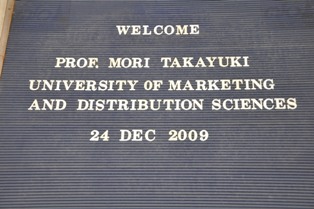 WELCOME
PROF. MORI TAKAYUKI
UNIVERSITY OF MARKETING
AND DISTRIBUTION SCIENCES
24 DEC 2009